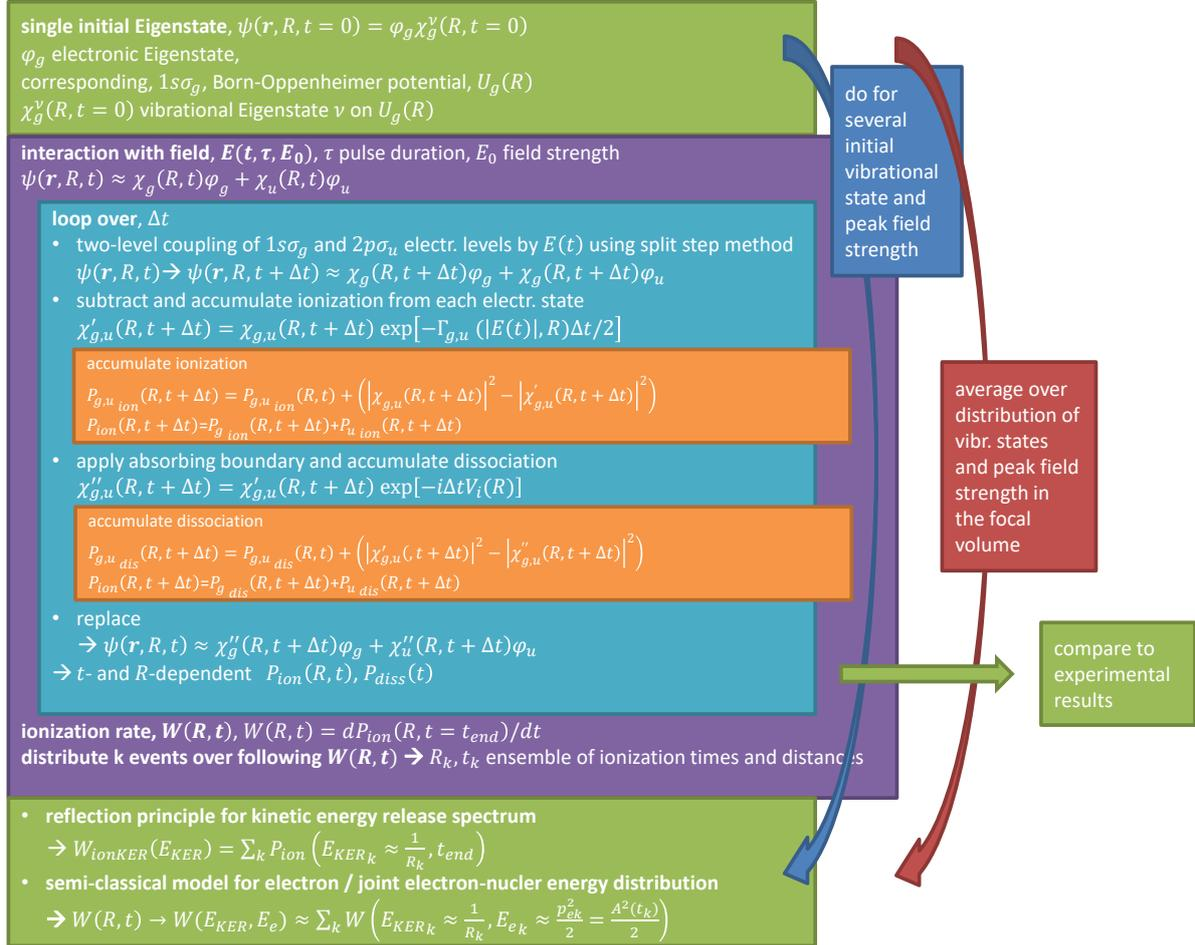 single initial Eigenstate, ψ(r, R, t = 0) = φ_g χ_g^ν(R, t = 0)
φ_g electronic Eigenstate,
corresponding, 1sσ_g, Born-Oppenheimer potential, U_g(R)
χ_g^ν(R, t = 0) vibrational Eigenstate ν on U_g(R)
interaction with field, E(t, τ, E_0), τ pulse duration, E_0 field strength
ψ(r, R, t) ≈ χ_g(R, t)φ_g + χ_u(R, t)φ_u
loop over, Δt
• two-level coupling of 1sσ_g and 2pσ_u electr. levels by E(t) using split step method
ψ(r, R, t)→ ψ(r, R, t + Δt) ≈ χ_g(R, t + Δt)φ_g + χ_g(R, t + Δt)φ_u
• subtract and accumulate ionization from each electr. state
χ′_{g,u}(R, t + Δt) = χ_{g,u}(R, t + Δt) exp[−Γ_{g,u} (|E(t)|, R)Δt/2]
accumulate ionization
P_{g,u ion}(R, t + Δt) = P_{g,u ion}(R, t) + (|χ_{g,u}(R, t + Δt)|^2 − |χ′_{g,u}(R, t + Δt)|^2)
P_{ion}(R, t + Δt)=P_{g ion}(R, t + Δt)+P_{u ion}(R, t + Δt)
• apply absorbing boundary and accumulate dissociation
χ″_{g,u}(R, t + Δt) = χ′_{g,u}(R, t + Δt) exp[−iΔtV_i(R)]
accumulate dissociation
P_{g,u dis}(R, t + Δt) = P_{g,u dis}(R, t) + (|χ′_{g,u}(, t + Δt)|^2 − |χ″_{g,u}(R, t + Δt)|^2)
P_{ion}(R, t + Δt)=P_{g dis}(R, t + Δt)+P_{u dis}(R, t + Δt)
• replace
→ ψ(r, R, t) ≈ χ″_g(R, t + Δt)φ_g + χ″_u(R, t + Δt)φ_u
→ t- and R-dependent P_{ion}(R, t), P_{diss}(t)
ionization rate, W(R, t), W(R, t) = dP_{ion}(R, t = t_{end})/dt
distribute k events over following W(R, t) → R_k, t_k ensemble of ionization times and distances
• reflection principle for kinetic energy release spectrum
→ W_{ionKER}(E_{KER}) = ∑_k P_{ion} (E_{KER k} ≈ 1/R_k, t_{end})
• semi-classical model for electron / joint electron-nucler energy distribution
→ W(R, t) → W(E_{KER}, E_e) ≈ ∑_k W (E_{KER k} ≈ 1/R_k, E_{e k} ≈ p_{ek}^2/2 = A^2(t_k)/2)
do for
several
initial
vibrational
state and
peak field
strength
average over
distribution of
vibr. states
and peak field
strength in
the focal
volume
compare to
experimental
results